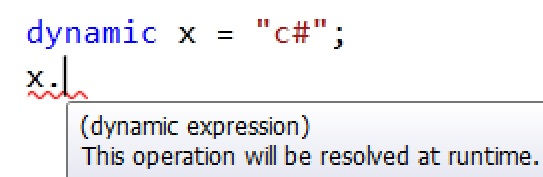 dynamic x = "c#";
x.
(dynamic expression)
This operation will be resolved at runtime.